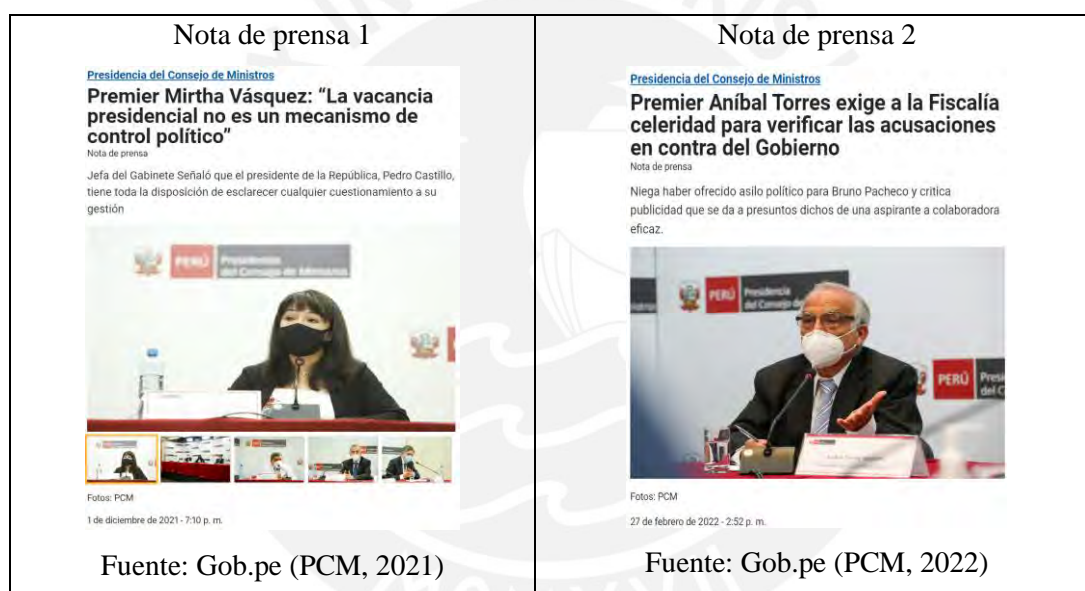 Nota de prensa 1
Presidencia del Consejo de Ministros
Premier Mirtha Vásquez: “La vacancia
presidencial no es un mecanismo de
control político”
Nota de prensa
Jefa del Gabinete Señaló que el presidente de la República, Pedro Castillo,
tiene toda la disposición de esclarecer cualquier cuestionamiento a su
gestión
PERÚ
Presidencia
del Consejo de Ministros
Fotos: PCM
1 de diciembre de 2021 - 7:10 p. m.
Fuente: Gob.pe (PCM, 2021)
Nota de prensa 2
Presidencia del Consejo de Ministros
Premier Aníbal Torres exige a la Fiscalía
celeridad para verificar las acusaciones
en contra del Gobierno
Nota de prensa
Niega haber ofrecido asilo político para Bruno Pacheco y critica
publicidad que se da a presuntos dichos de una aspirante a colaboradora
eficaz.
PERÚ
Presidencia
del Consejo de
PERÚ
Fotos: PCM
27 de febrero de 2022 - 2:52 p. m.
Fuente: Gob.pe (PCM, 2022)